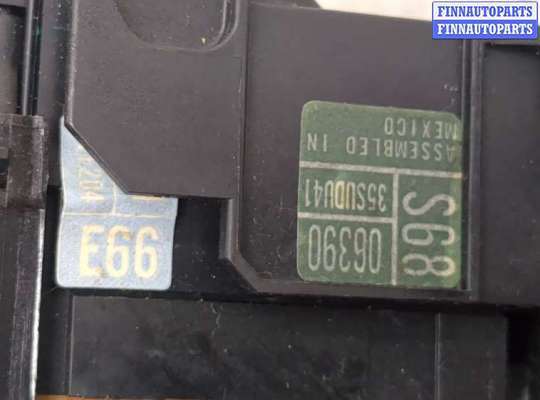 FINNAUTOPARTS
FINNAUTOPARTS
E66
06390
S68
35SUDU41
ASSEMBLED IN
MEXICO